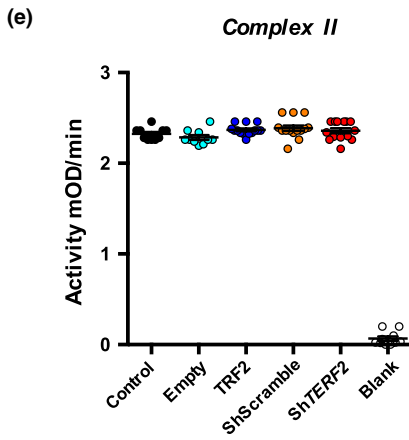 (e)
Complex II
Activity mOD/min
3
2
1
0
Control
Empty
TRF2
ShScramble
ShTERF2
Blank